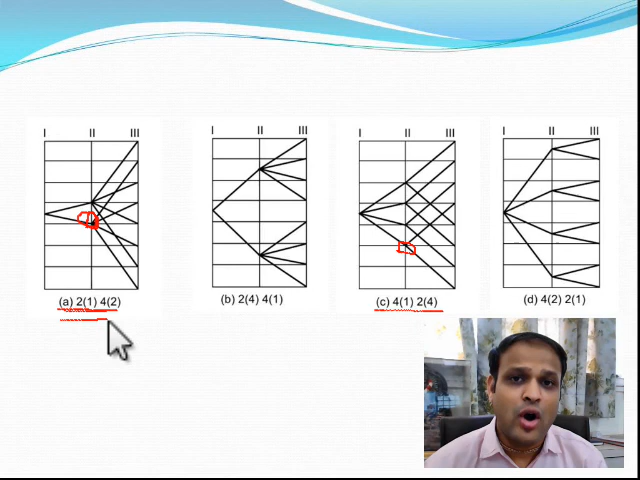 I II III
I II III
I II III
I II III
(a) 2(1) 4(2)
(b) 2(4) 4(1)
(c) 4(1) 2(4)
(d) 4(2) 2(1)